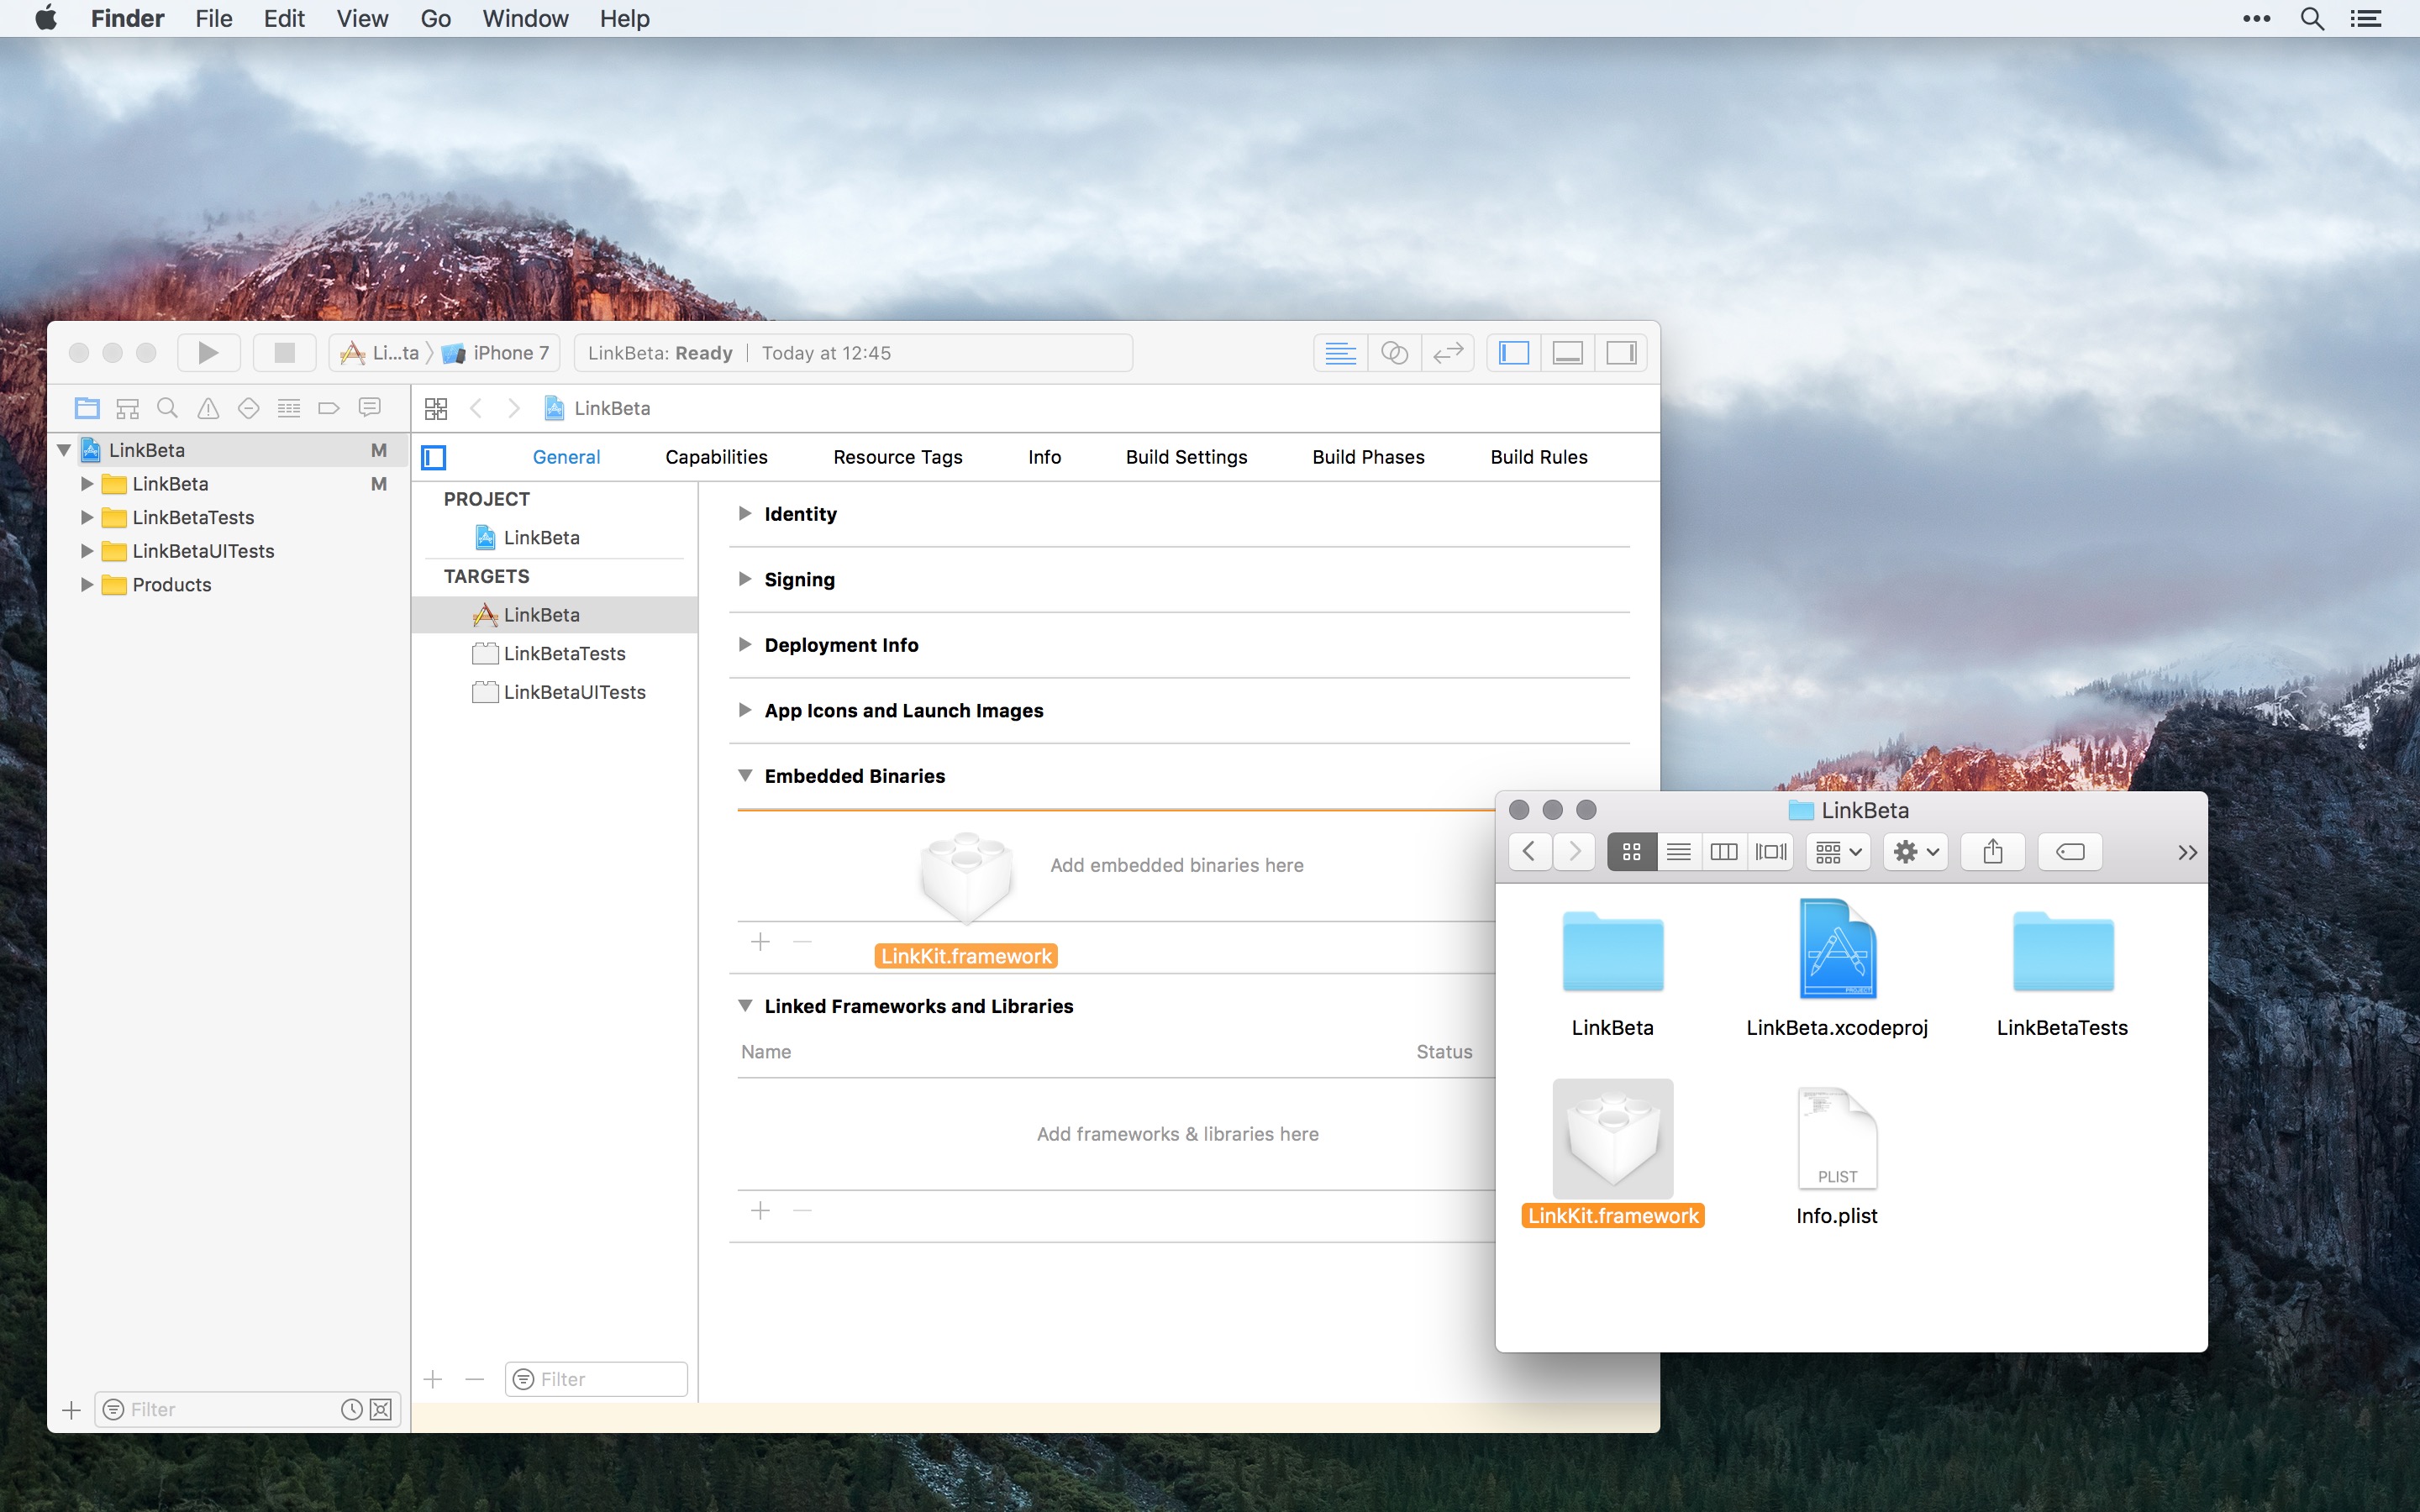 Finder File Edit View Go Window Help
Li...ta iPhone 7 LinkBeta: Ready | Today at 12:45
LinkBeta
LinkBeta M
LinkBeta M
LinkBetaTests
LinkBetaUITests
Products
Filter
General Capabilities Resource Tags Info Build Settings Build Phases Build Rules
PROJECT
LinkBeta
TARGETS
LinkBeta
LinkBetaTests
LinkBetaUITests
Filter
Identity
Signing
Deployment Info
App Icons and Launch Images
Embedded Binaries
Add embedded binaries here
LinkKit.framework
Linked Frameworks and Libraries
Name Status
Add frameworks & libraries here
LinkBeta
LinkBeta LinkBeta.xcodeproj LinkBetaTests
PROJECT
PLIST
LinkKit.framework Info.plist